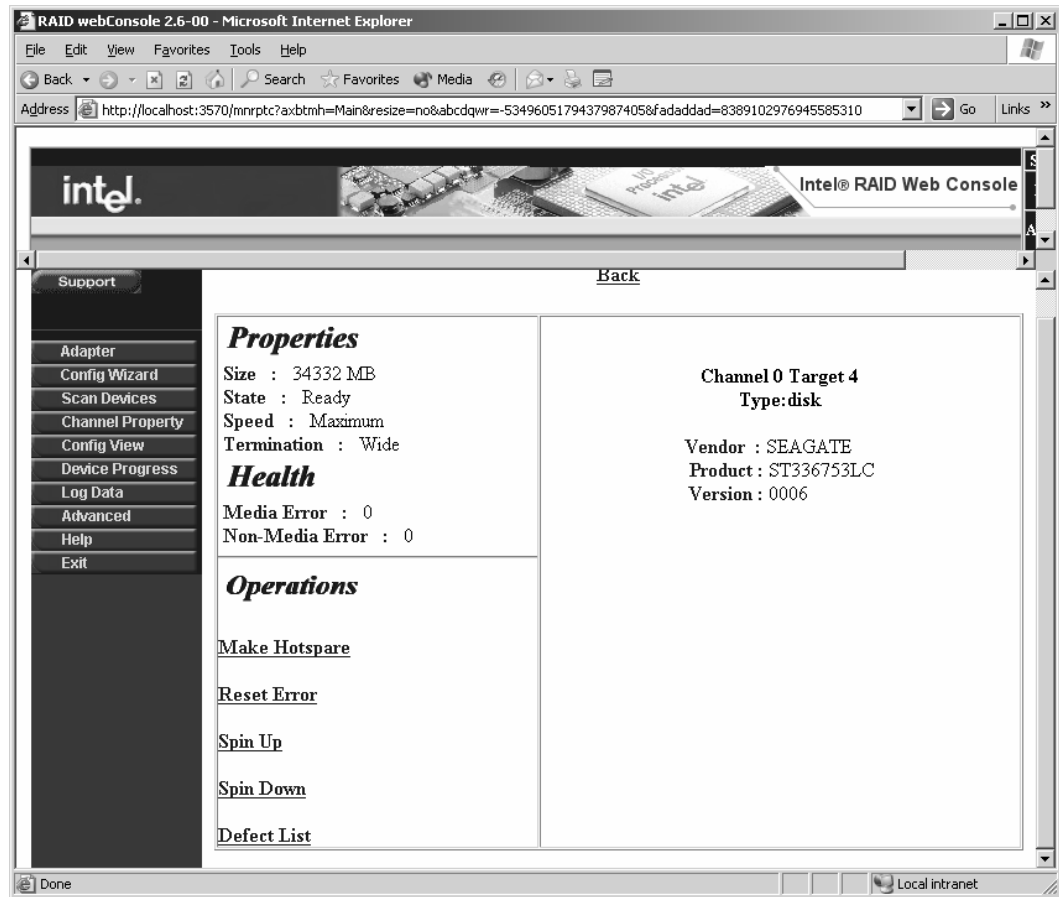 RAID webConsole 2.6-00 - Microsoft Internet Explorer
File Edit View Favorites Tools Help
Back Search Favorites Media
Address http://localhost:3570/mnrptc?axbtmh=Main&resize=no&abcdqwr=-5349605179437987405&fadaddad=8389102976945585310 Go Links »
intel.
I/O Processor intel
Intel® RAID Web Console
S
A
Support
Back
Adapter
Config Wizard
Scan Devices
Channel Property
Config View
Device Progress
Log Data
Advanced
Help
Exit
Properties
Size : 34332 MB
State : Ready
Speed : Maximum
Termination : Wide
Health
Media Error : 0
Non-Media Error : 0
Operations
Make Hotspare
Reset Error
Spin Up
Spin Down
Defect List
Channel 0 Target 4
Type:disk
Vendor : SEAGATE
Product : ST336753LC
Version : 0006
Done
Local intranet